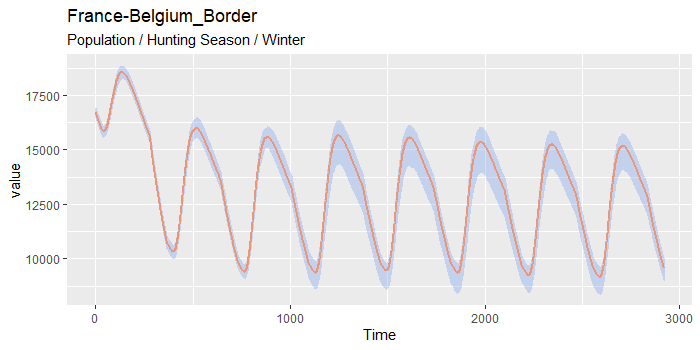 France-Belgium_Border
Population / Hunting Season / Winter
17500
15000
12500
10000
value
0
1000
2000
3000
Time